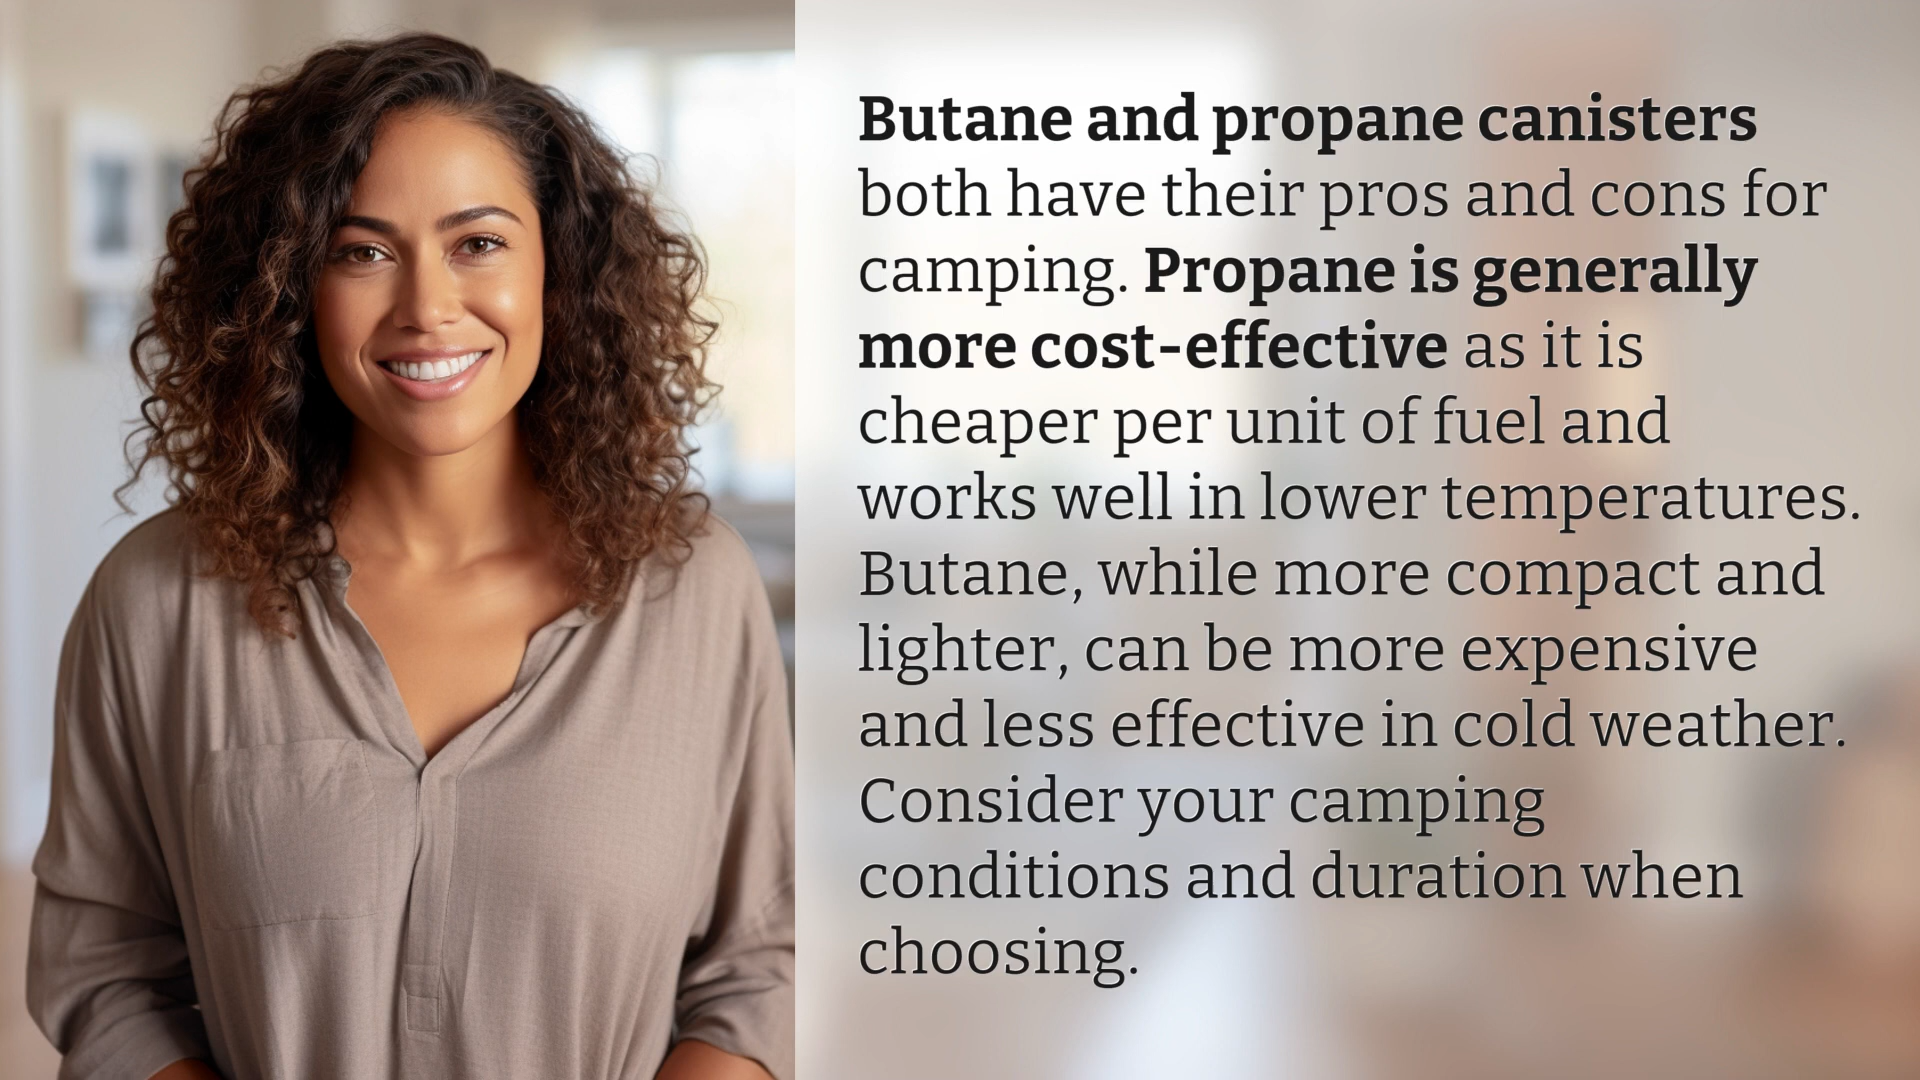 Butane and propane canisters
both have their pros and cons for
camping. Propane is generally
more cost-effective as it is
cheaper per unit of fuel and
works well in lower temperatures.
Butane, while more compact and
lighter, can be more expensive
and less effective in cold weather.
Consider your camping
conditions and duration when
choosing.